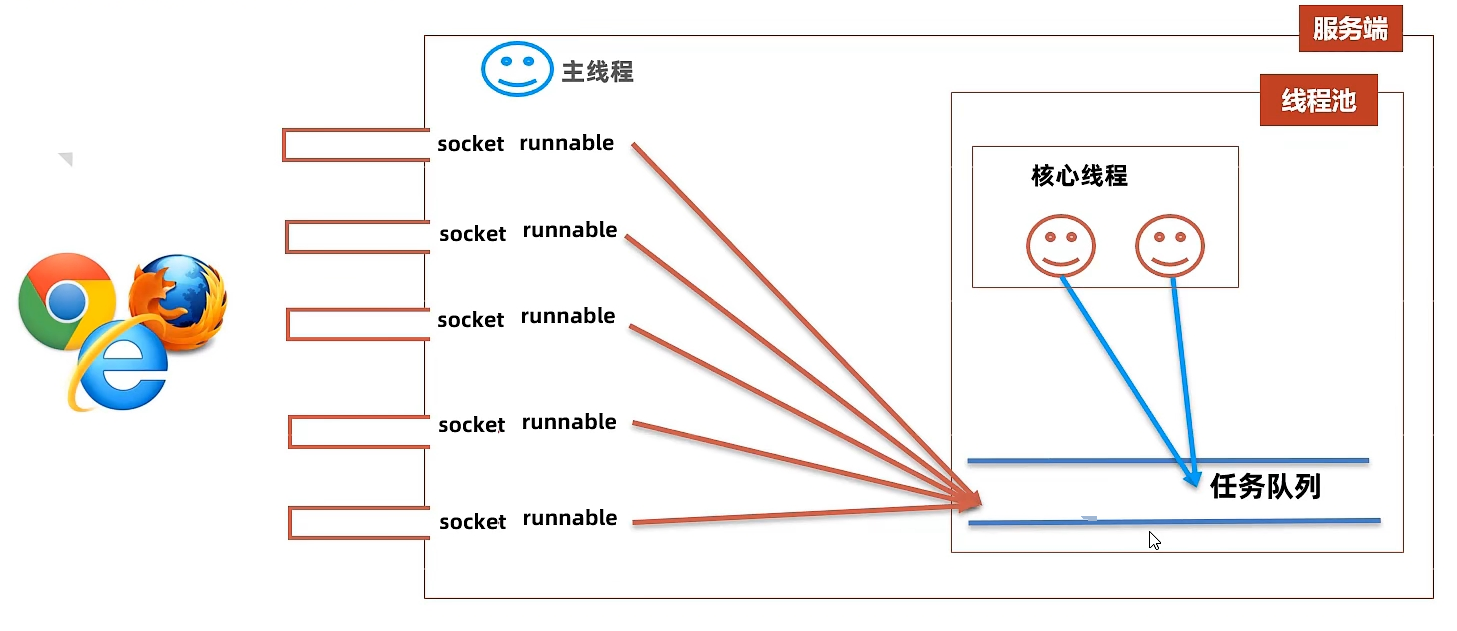 服务端
主线程
线程池
socket runnable
核心线程
socket runnable
socket runnable
socket runnable
任务队列
socket runnable